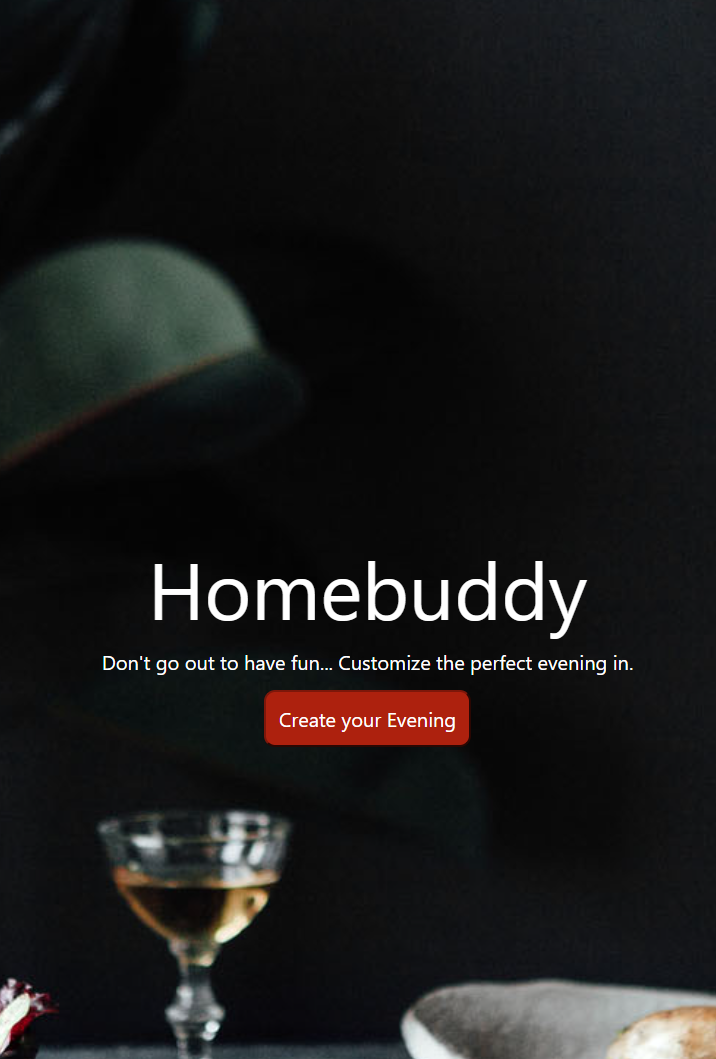 Homebuddy
Don't go out to have fun... Customize the perfect evening in.
Create your Evening